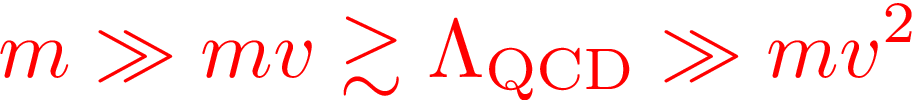 m ≫ mv ≳ Λ_QCD ≫ mv²